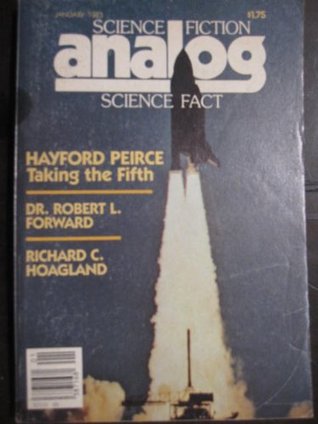 JANUARY 1983
$1.75
SCIENCE FICTION
analog
SCIENCE FACT
HAYFORD PEIRCE
Taking the Fifth
DR. ROBERT L.
FORWARD
RICHARD C.
HOAGLAND